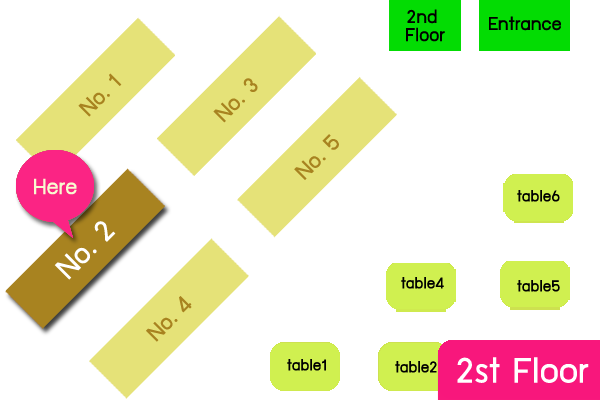 2nd
Floor
Entrance
No. 1
No. 3
No. 5
Here
No. 2
No. 4
table6
table4
table5
table1
table2
2st Floor